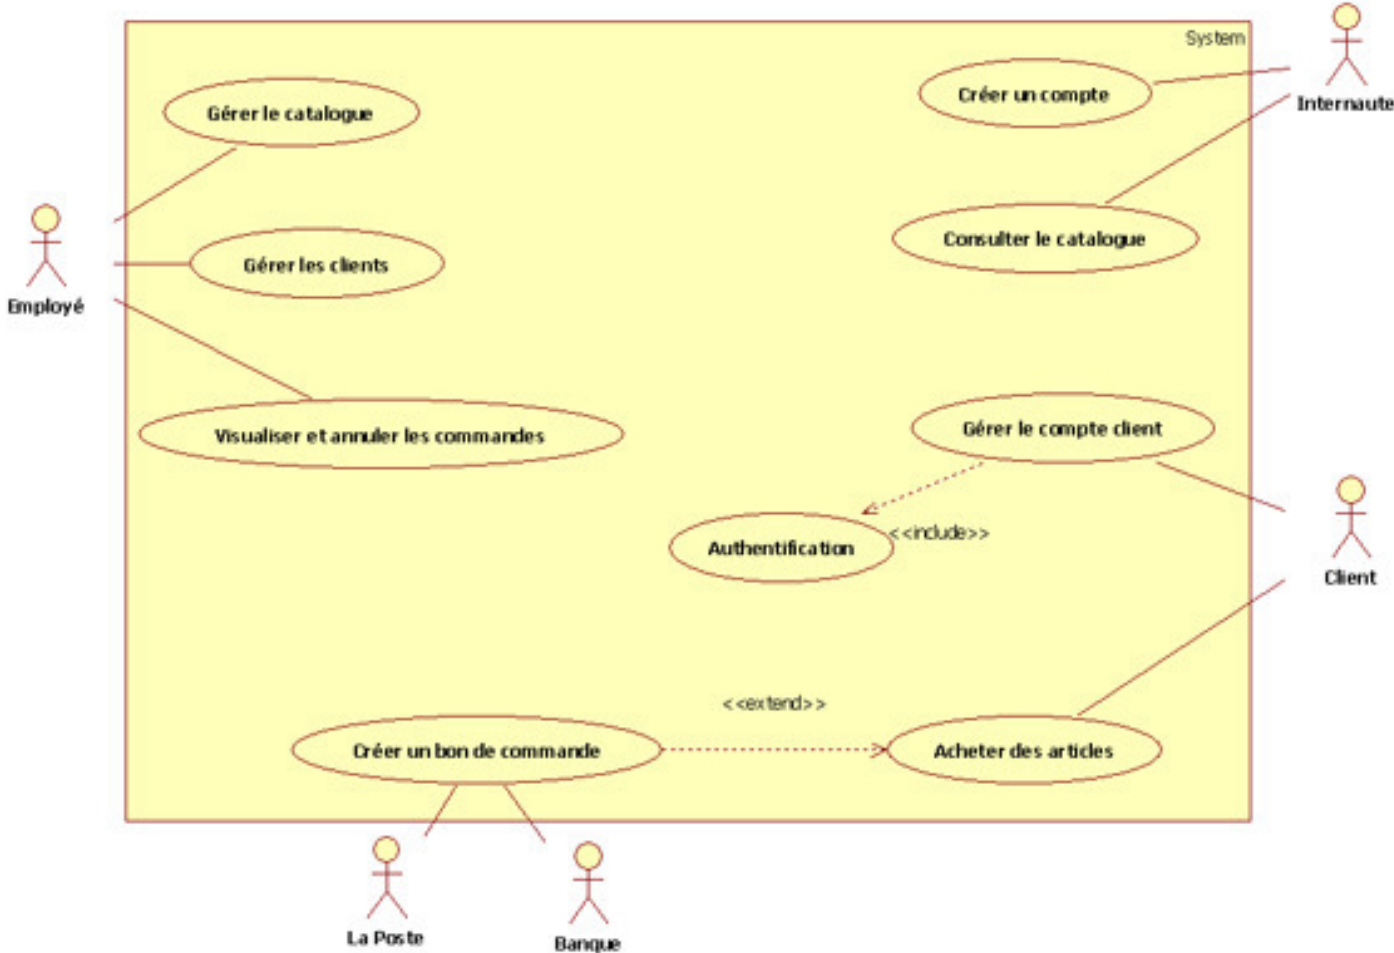 System
Internaute
Créer un compte
Gérer le catalogue
Consulter le catalogue
Gérer les clients
Employé
Gérer le compte client
Visualiser et annuler les commandes
<<include>>
Authentification
Client
<<extend>>
Créer un bon de commande
Acheter des articles
La Poste
Banque